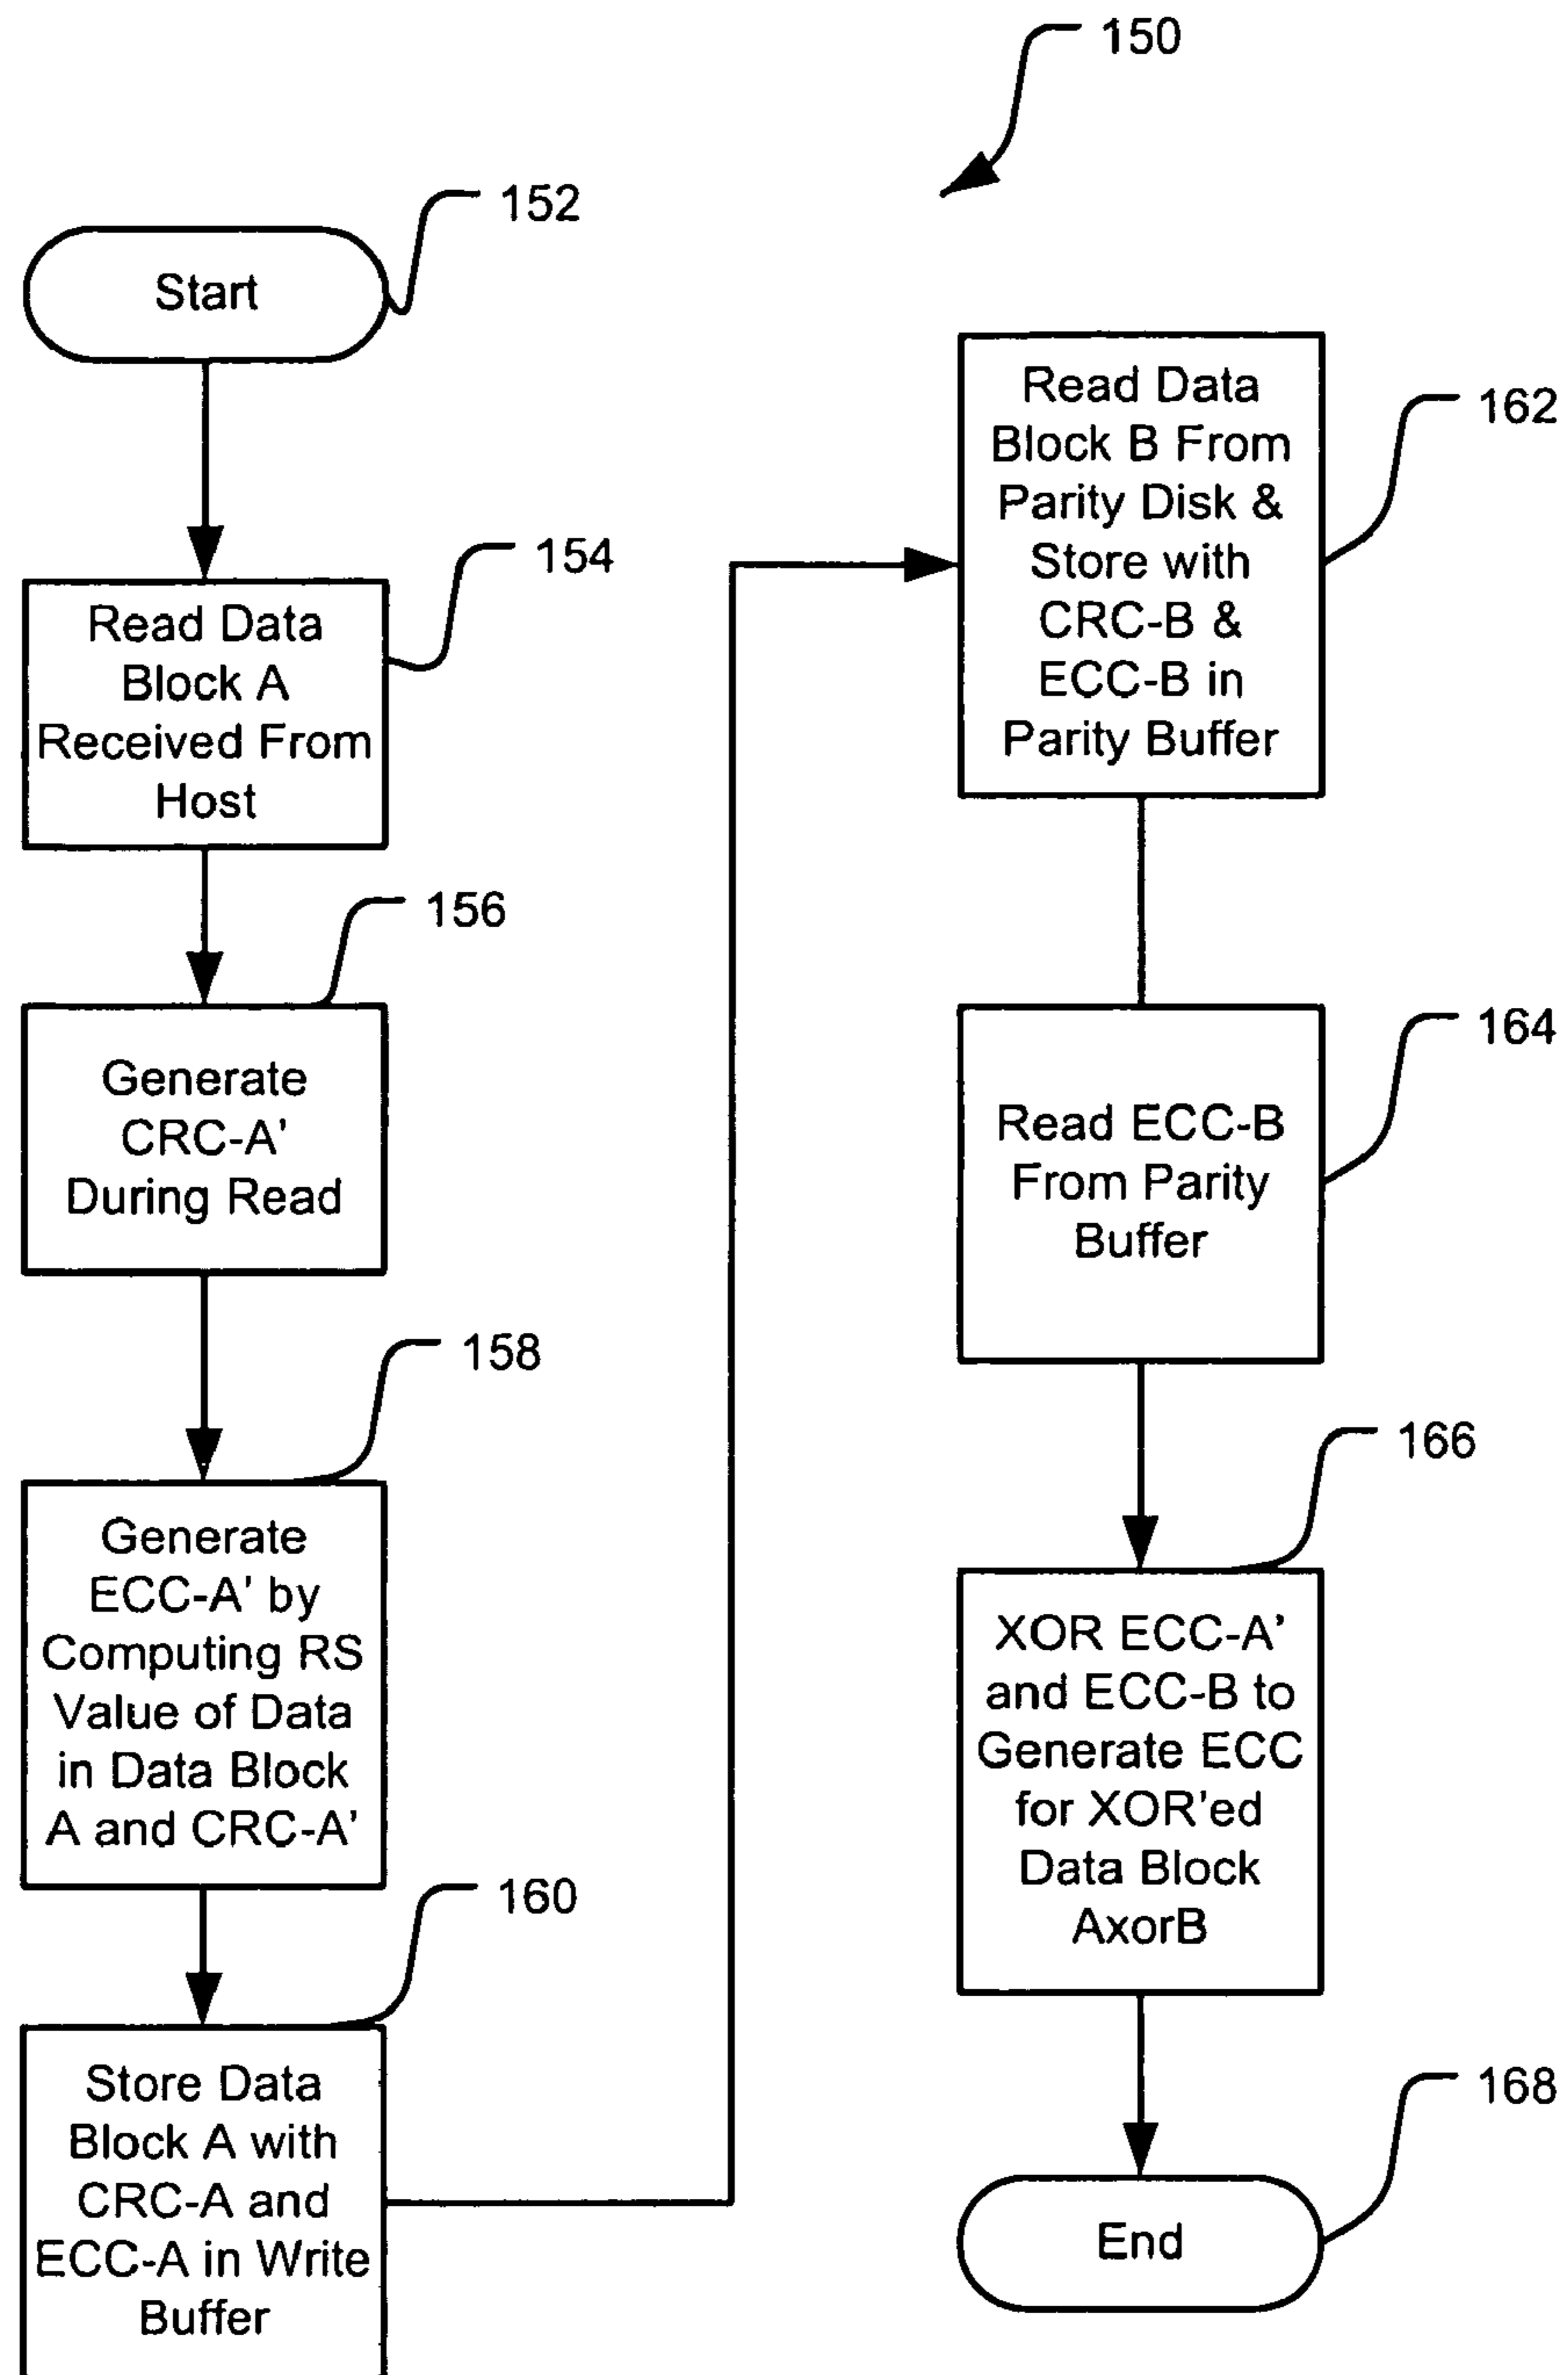 150
152
Start
154
Read Data
Block A
Received From
Host
156
Generate
CRC-A'
During Read
158
Generate
ECC-A' by
Computing RS
Value of Data
in Data Block
A and CRC-A'
160
Store Data
Block A with
CRC-A and
ECC-A in Write
Buffer
162
Read Data
Block B From
Parity Disk &
Store with
CRC-B &
ECC-B in
Parity Buffer
164
Read ECC-B
From Parity
Buffer
166
XOR ECC-A'
and ECC-B to
Generate ECC
for XOR'ed
Data Block
AxorB
168
End